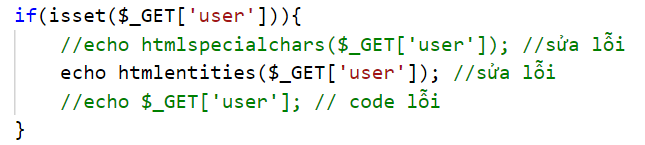 if(isset($_GET['user'])){
//echo htmlspecialchars($_GET['user']); //sửa lỗi
echo htmlentities($_GET['user']); //sửa lỗi
//echo $_GET['user']; // code lỗi
}